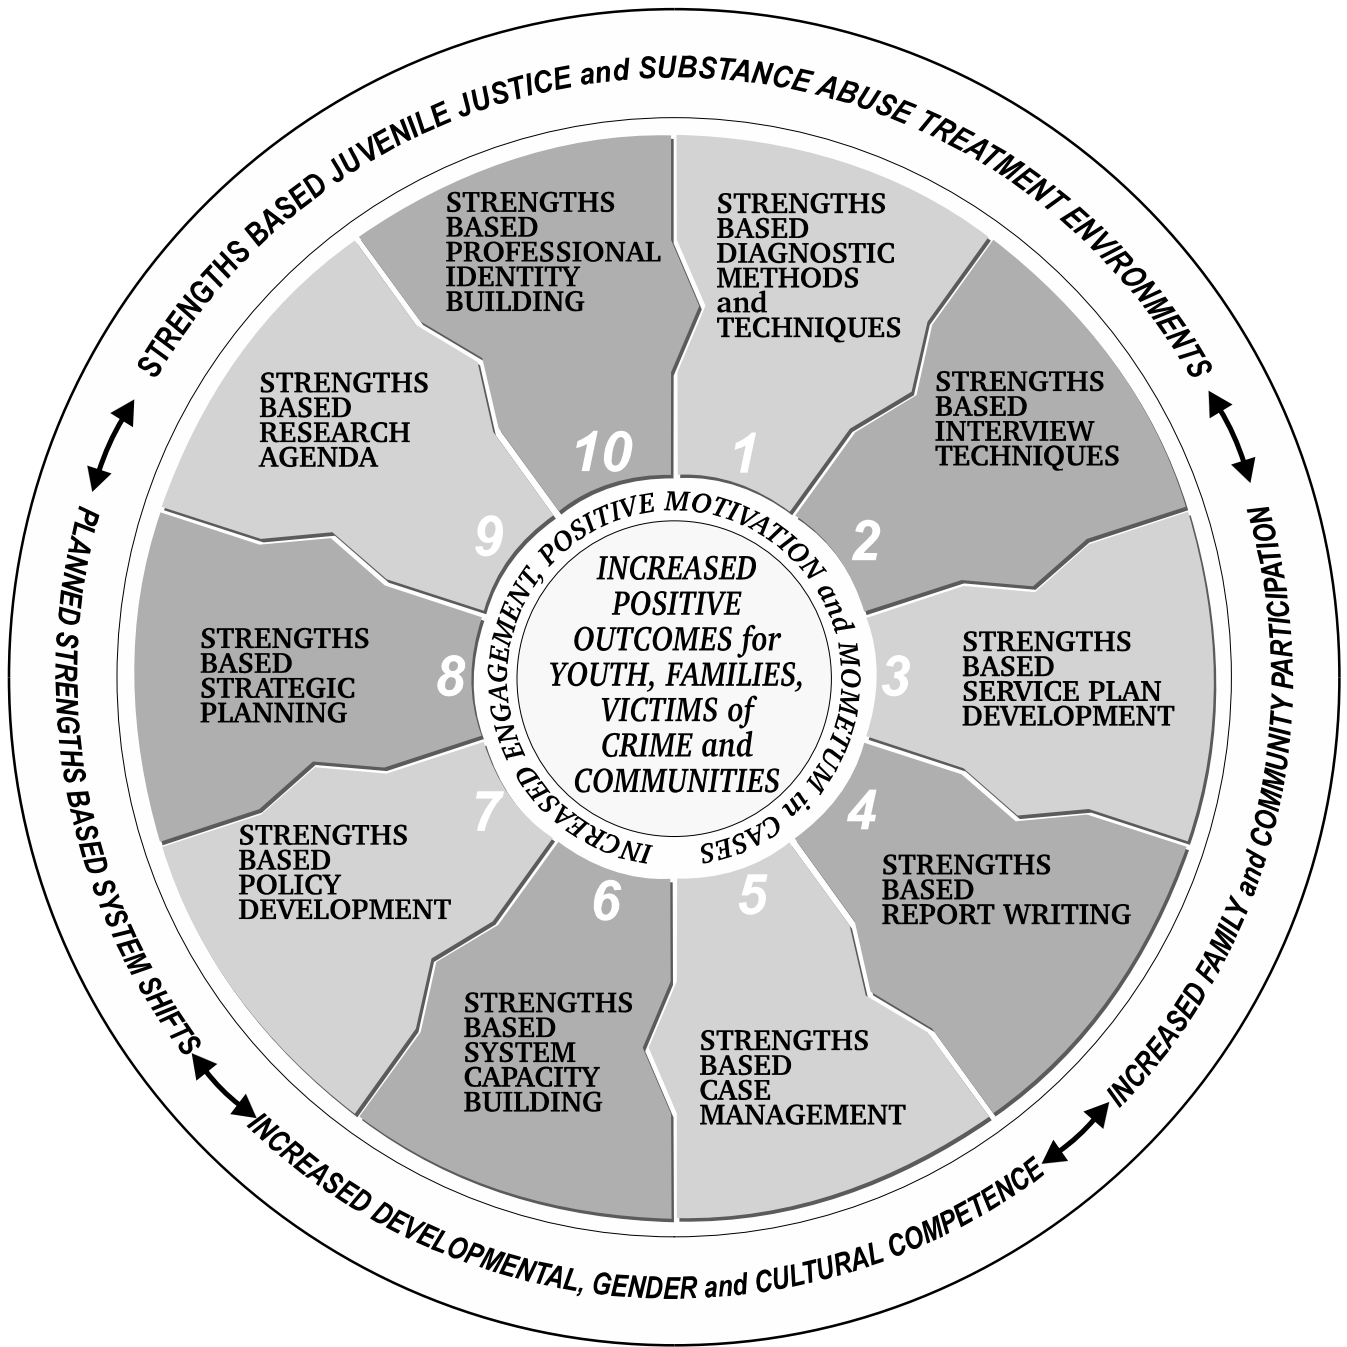 STRENGTHS BASED JUVENILE JUSTICE and SUBSTANCE ABUSE TREATMENT ENVIRONMENTS
INCREASED FAMILY and COMMUNITY PARTICIPATION
INCREASED DEVELOPMENTAL, GENDER and CULTURAL COMPETENCE
PLANNED STRENGTHS BASED SYSTEM SHIFTS
STRENGTHS
BASED
DIAGNOSTIC
METHODS
and
TECHNIQUES
1
STRENGTHS
BASED
INTERVIEW
TECHNIQUES
2
STRENGTHS
BASED
SERVICE PLAN
DEVELOPMENT
3
STRENGTHS
BASED
REPORT WRITING
4
STRENGTHS
BASED
CASE
MANAGEMENT
5
STRENGTHS
BASED
SYSTEM
CAPACITY
BUILDING
6
STRENGTHS
BASED
POLICY
DEVELOPMENT
7
STRENGTHS
BASED
STRATEGIC
PLANNING
8
STRENGTHS
BASED
RESEARCH
AGENDA
9
STRENGTHS
BASED
PROFESSIONAL
IDENTITY
BUILDING
10
INCREASED ENGAGEMENT, POSITIVE MOTIVATION and MOMETUM in CASES
INCREASED
POSITIVE
OUTCOMES for
YOUTH, FAMILIES,
VICTIMS of
CRIME and
COMMUNITIES